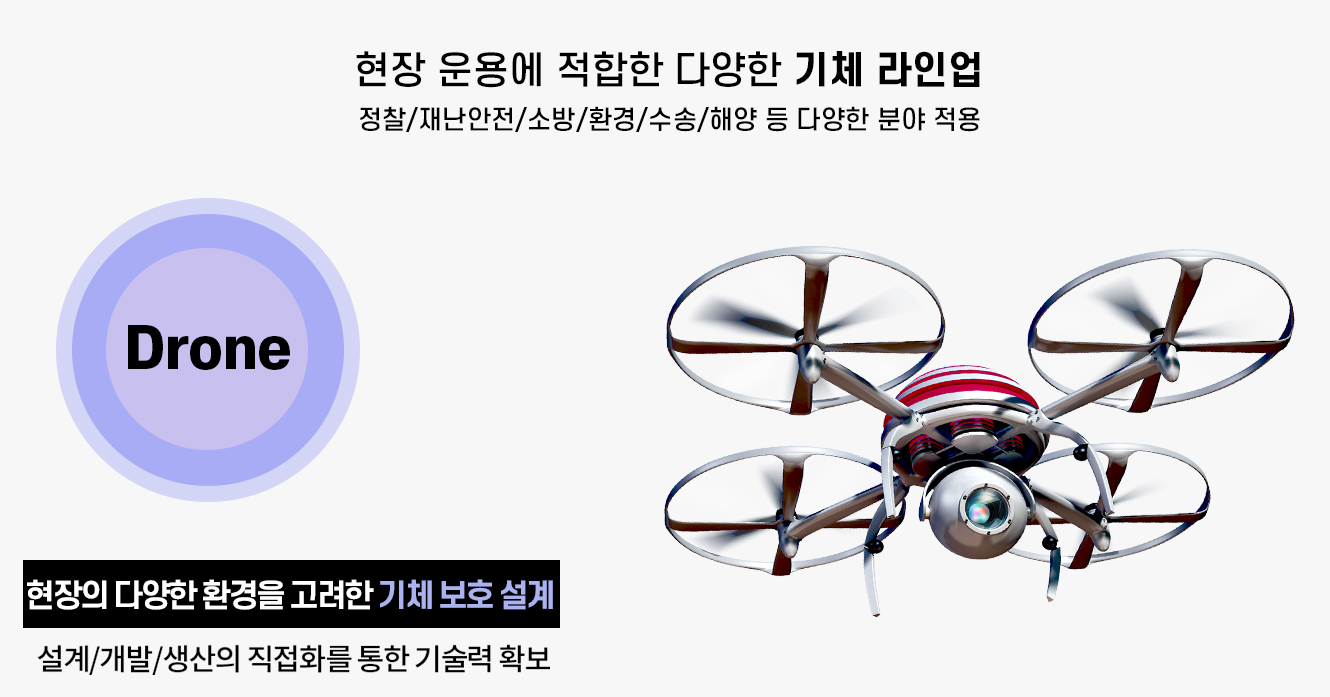 현장 운용에 적합한 다양한 기체 라인업
정찰/재난안전/소방/환경/수송/해양 등 다양한 분야 적용
Drone
현장의 다양한 환경을 고려한 기체 보호 설계
설계/개발/생산의 직접화를 통한 기술력 확보